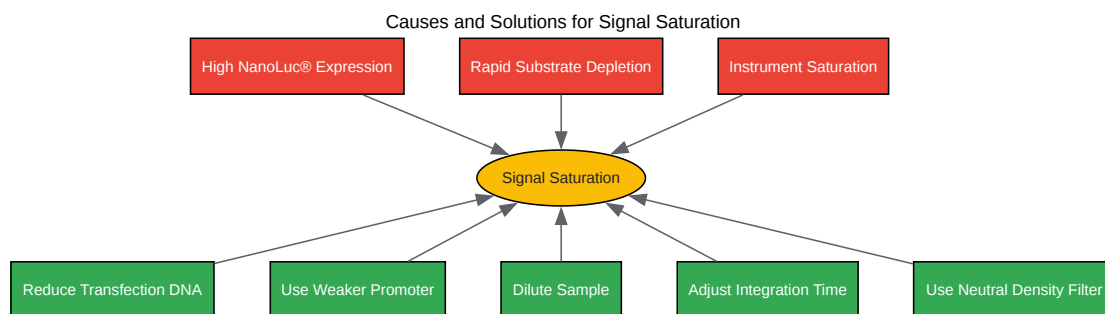 Causes and Solutions for Signal Saturation
High NanoLuc® Expression
Rapid Substrate Depletion
Instrument Saturation
Signal Saturation
Reduce Transfection DNA
Use Weaker Promoter
Dilute Sample
Adjust Integration Time
Use Neutral Density Filter